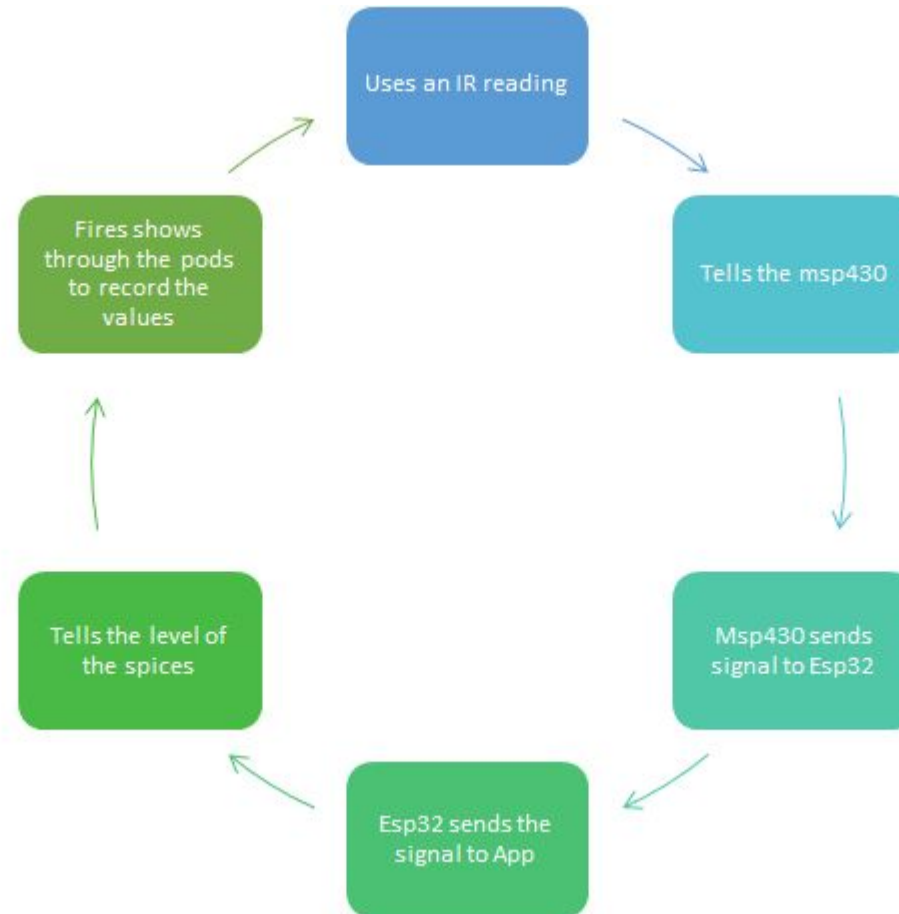 Uses an IR reading
Tells the msp430
Msp430 sends
signal to Esp32
Esp32 sends the
signal to App
Tells the level of
the spices
Fires shows
through the pods
to record the
values